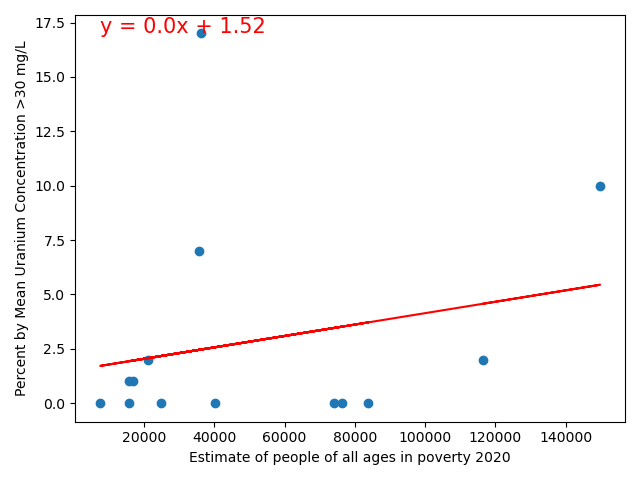 y = 0.0x + 1.52
17.5
15.0
12.5
10.0
7.5
5.0
2.5
0.0
Percent by Mean Uranium Concentration >30 mg/L
20000 40000 60000 80000 100000 120000 140000
Estimate of people of all ages in poverty 2020